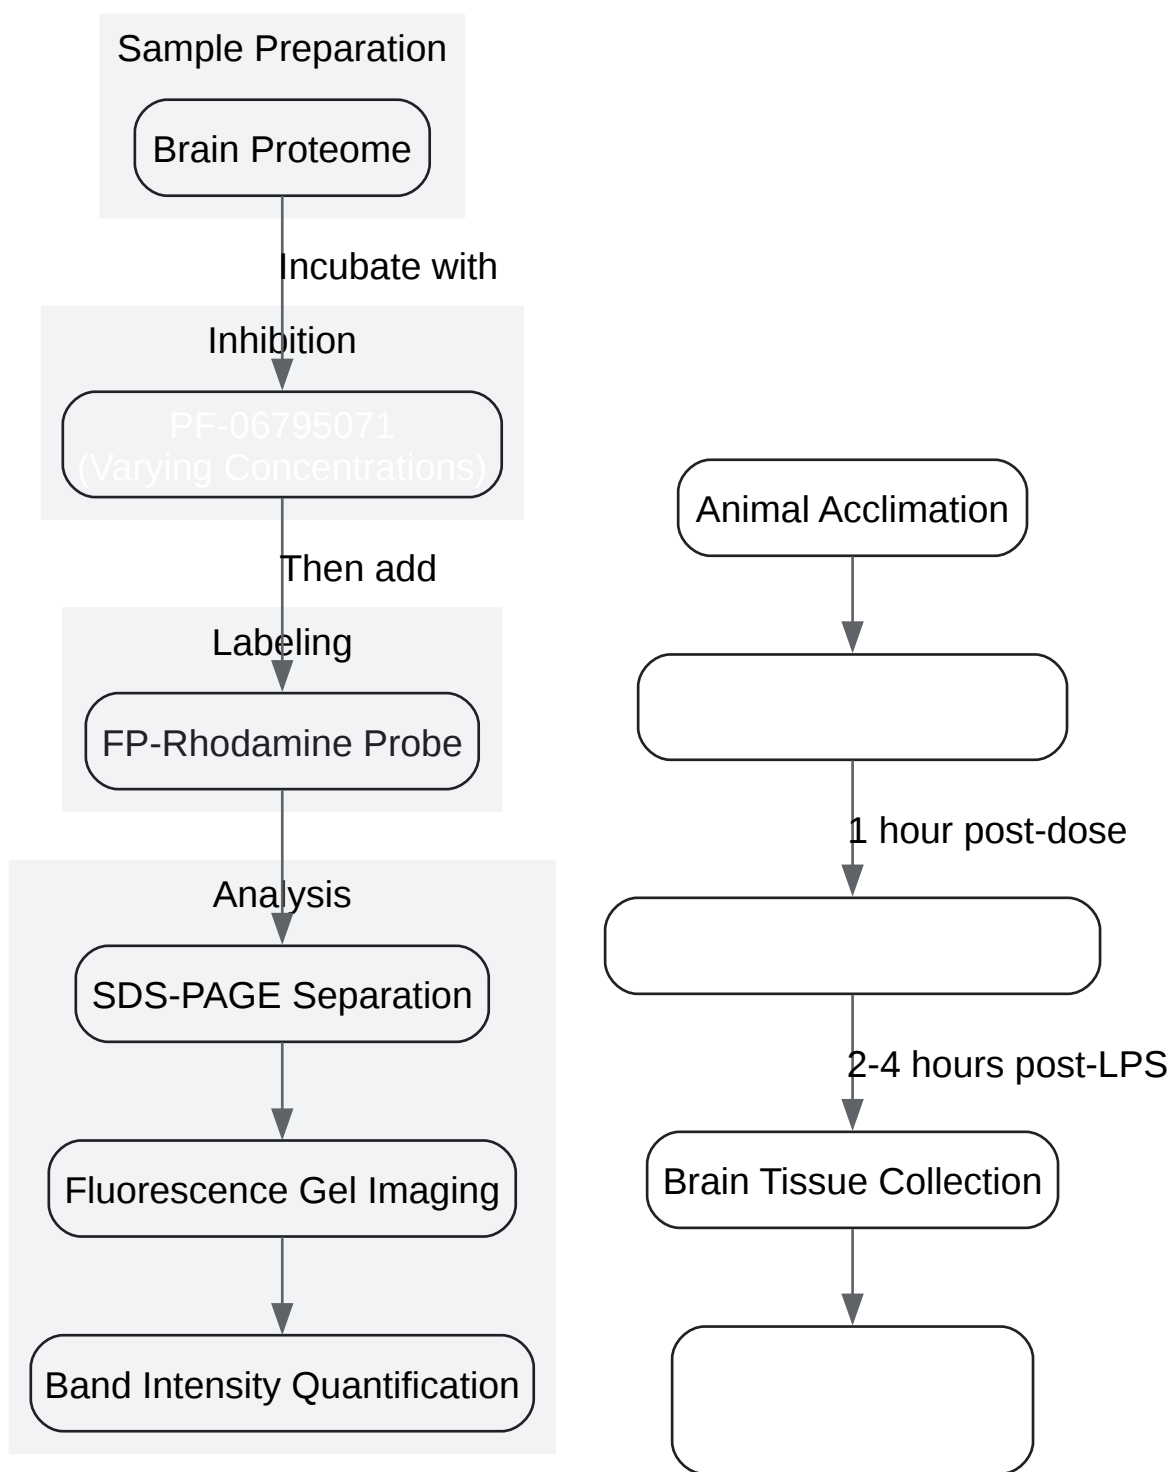 Sample Preparation
Brain Proteome
Incubate with
Inhibition
PF-06795071
(Varying Concentrations)
Then add
Labeling
FP-Rhodamine Probe
Analysis
SDS-PAGE Separation
Fluorescence Gel Imaging
Band Intensity Quantification
Animal Acclimation
1 hour post-dose
2-4 hours post-LPS
Brain Tissue Collection